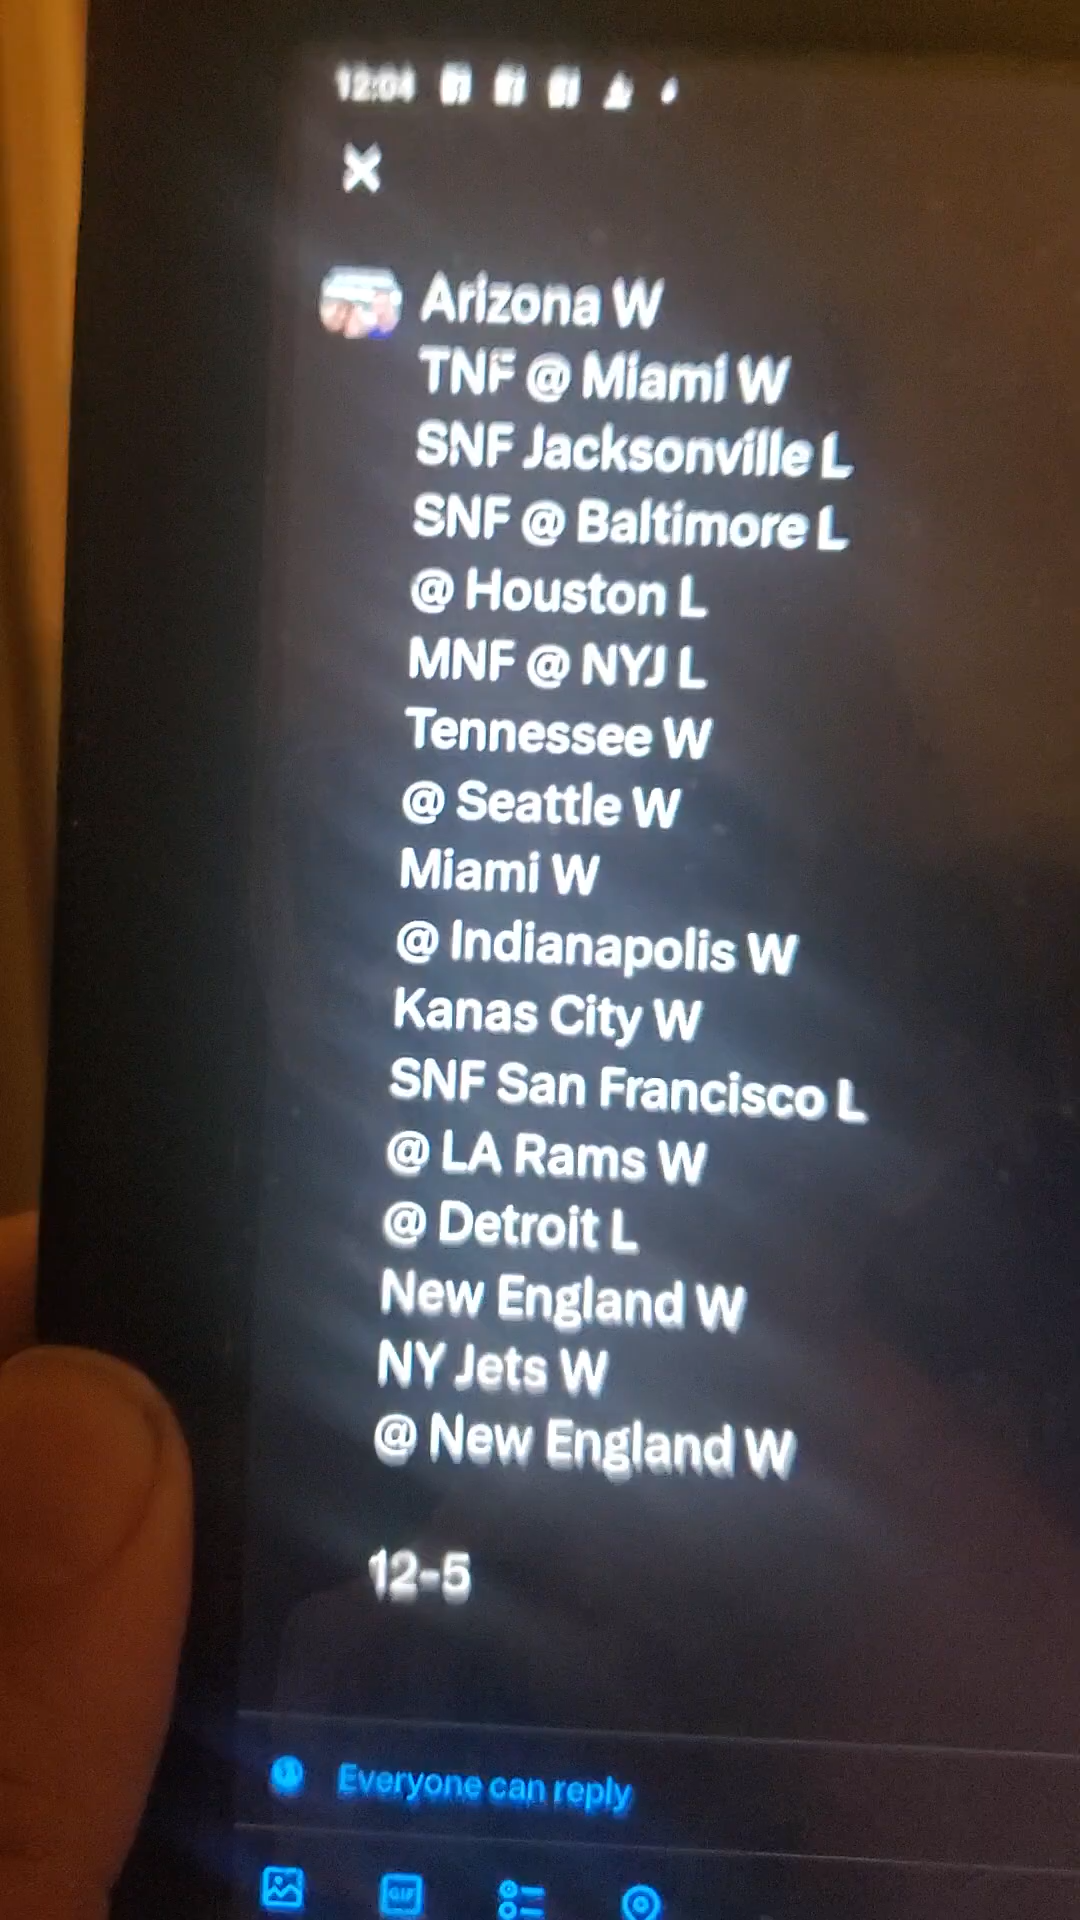 12:04
Arizona W
TNF @ Miami W
SNF Jacksonville L
SNF @ Baltimore L
@ Houston L
MNF @ NYJ L
Tennessee W
@ Seattle W
Miami W
@ Indianapolis W
Kanas City W
SNF San Francisco L
@ LA Rams W
@ Detroit L
New England W
NY Jets W
@ New England W
12-5
Everyone can reply
GIF